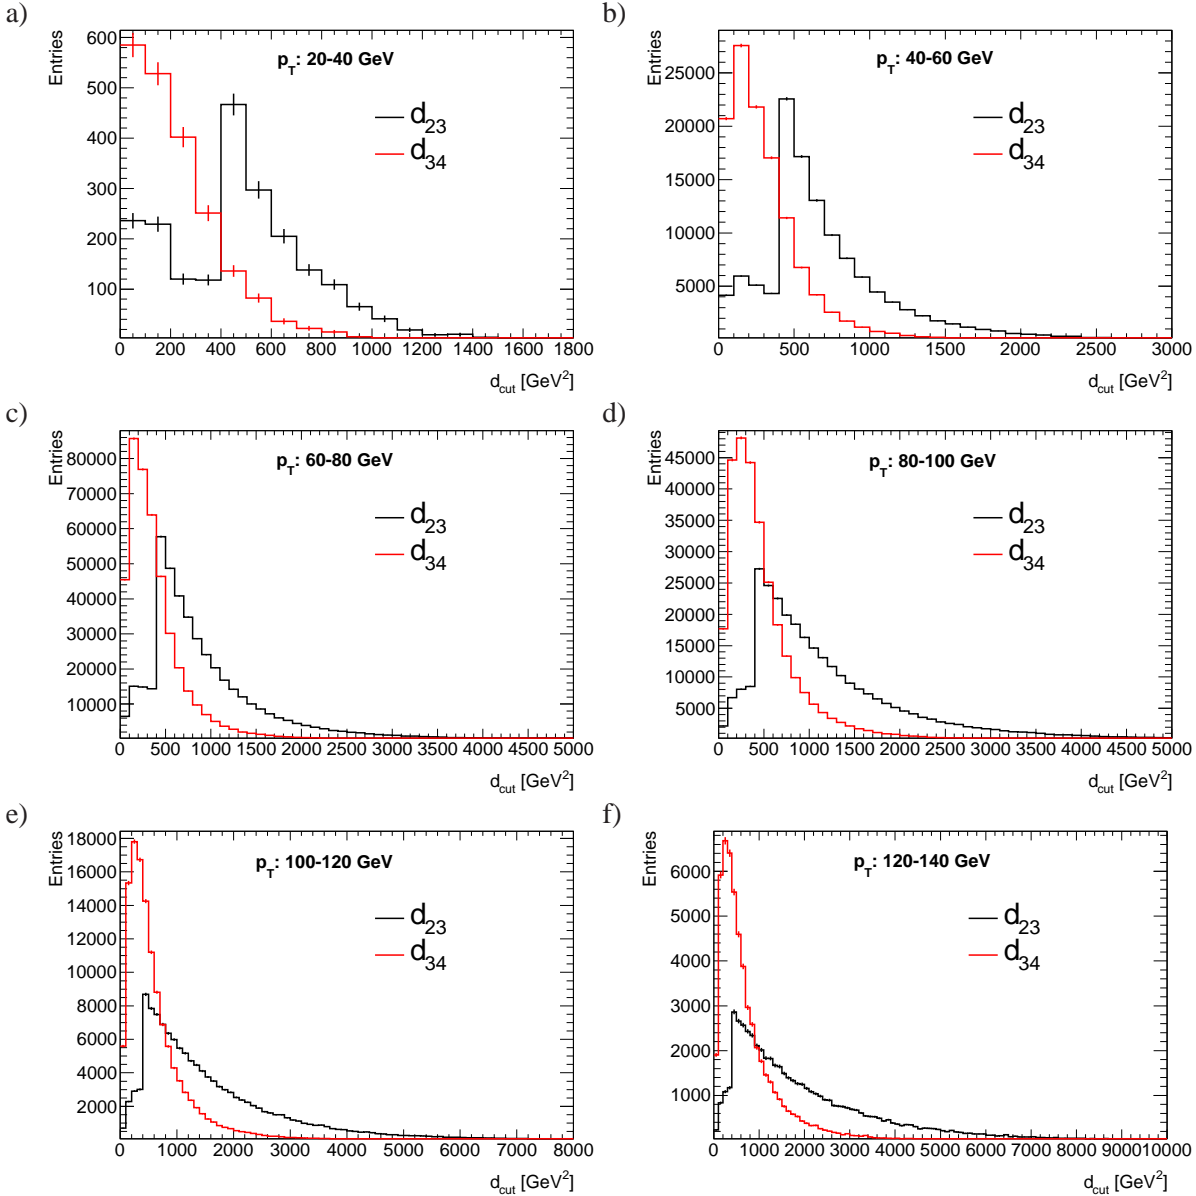 a)
Entries
600
500
400
300
200
100
p_T: 20-40 GeV
d_23
d_34
0 200 400 600 800 1000 1200 1400 1600 1800
d_cut [GeV^2]
b)
Entries
25000
20000
15000
10000
5000
p_T: 40-60 GeV
d_23
d_34
0 500 1000 1500 2000 2500 3000
d_cut [GeV^2]
c)
Entries
80000
70000
60000
50000
40000
30000
20000
10000
p_T: 60-80 GeV
d_23
d_34
0 500 1000 1500 2000 2500 3000 3500 4000 4500 5000
d_cut [GeV^2]
d)
Entries
45000
40000
35000
30000
25000
20000
15000
10000
5000
p_T: 80-100 GeV
d_23
d_34
0 500 1000 1500 2000 2500 3000 3500 4000 4500 5000
d_cut [GeV^2]
e)
Entries
18000
16000
14000
12000
10000
8000
6000
4000
2000
p_T: 100-120 GeV
d_23
d_34
0 1000 2000 3000 4000 5000 6000 7000 8000
d_cut [GeV^2]
f)
Entries
6000
5000
4000
3000
2000
1000
p_T: 120-140 GeV
d_23
d_34
0 1000 2000 3000 4000 5000 6000 7000 8000 900010000
d_cut [GeV^2]